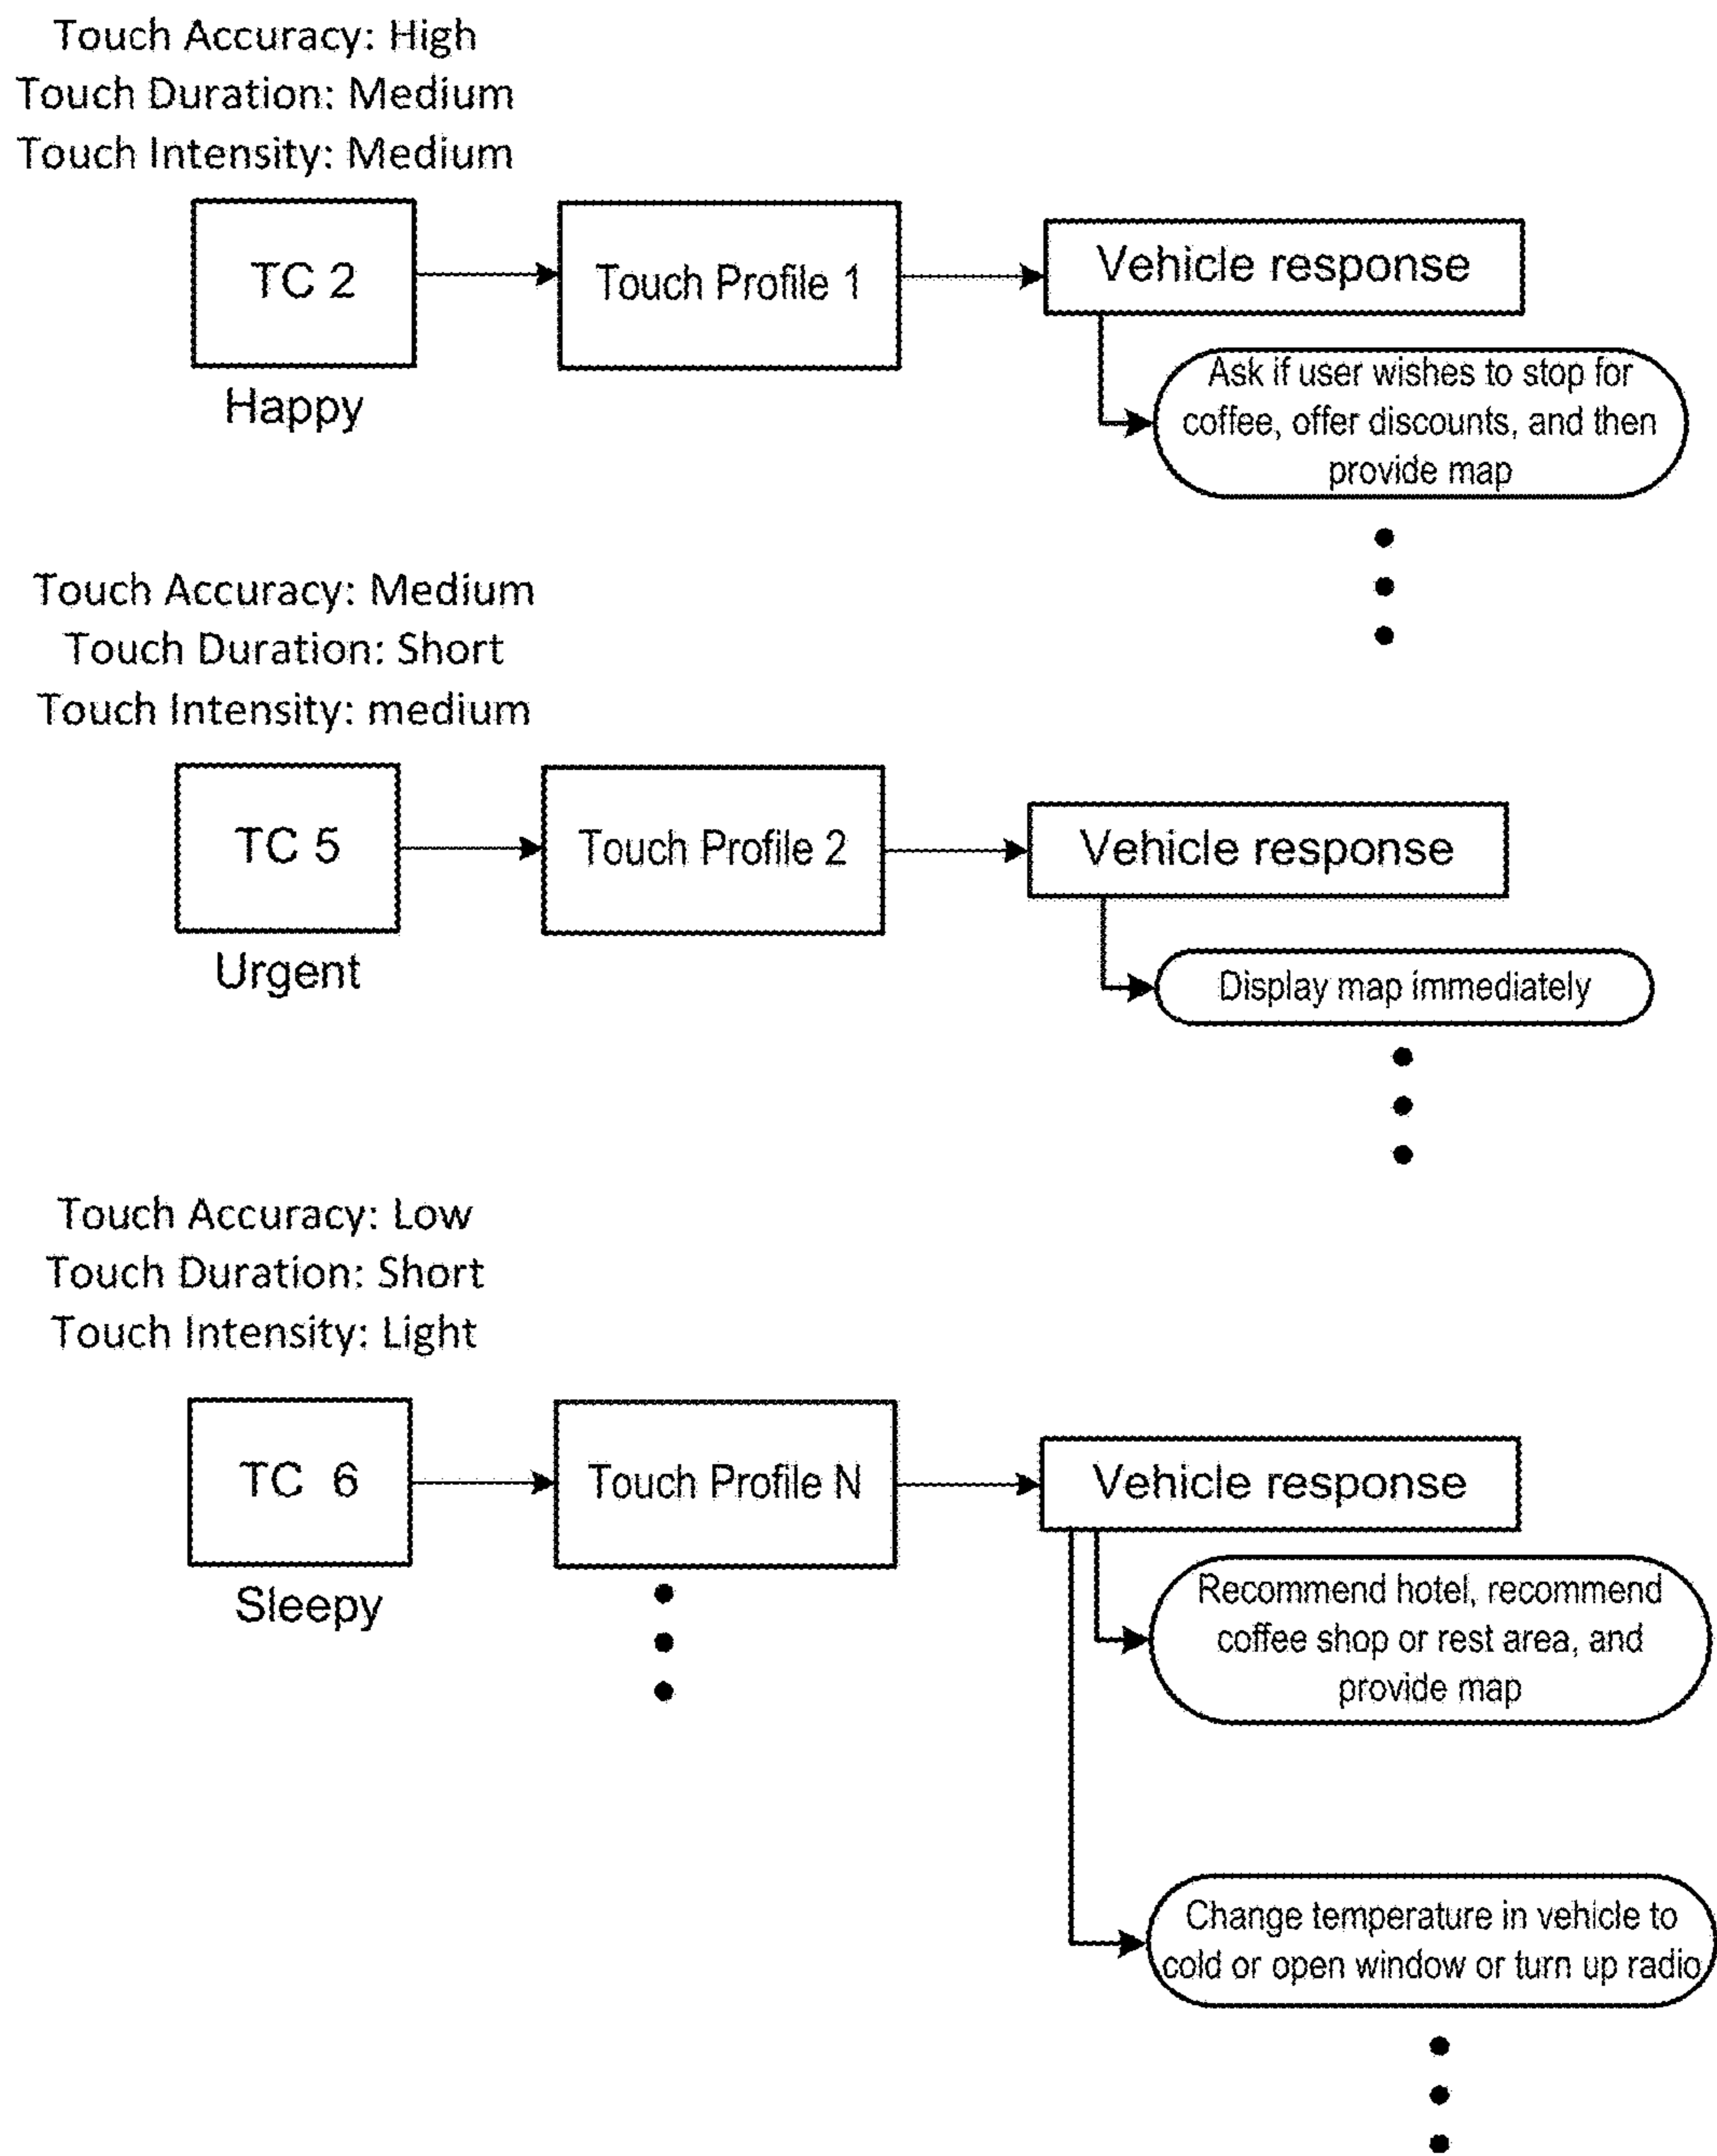 Touch Accuracy: High
Touch Duration: Medium
Touch Intensity: Medium
TC 2
Touch Profile 1
Vehicle response
Happy
Ask if user wishes to stop for
coffee, offer discounts, and then
provide map
Touch Accuracy: Medium
Touch Duration: Short
Touch Intensity: medium
TC 5
Touch Profile 2
Vehicle response
Urgent
Display map immediately
Touch Accuracy: Low
Touch Duration: Short
Touch Intensity: Light
TC 6
Touch Profile N
Vehicle response
Sleepy
Recommend hotel, recommend
coffee shop or rest area, and
provide map
Change temperature in vehicle to
cold or open window or turn up radio